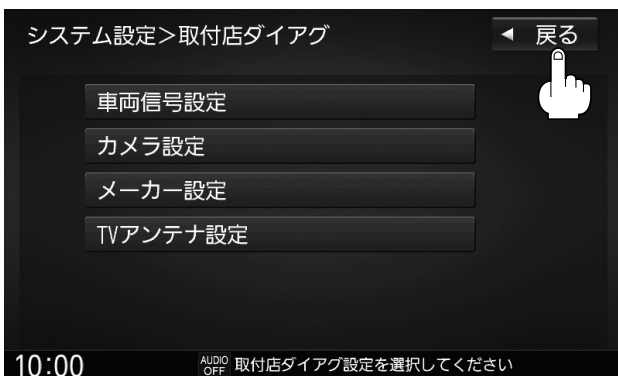 システム設定＞取付店ダイアグ
◀ 戻る
車両信号設定
カメラ設定
メーカー設定
TVアンテナ設定
10:00
AUDIO OFF 取付店ダイアグ設定を選択してください